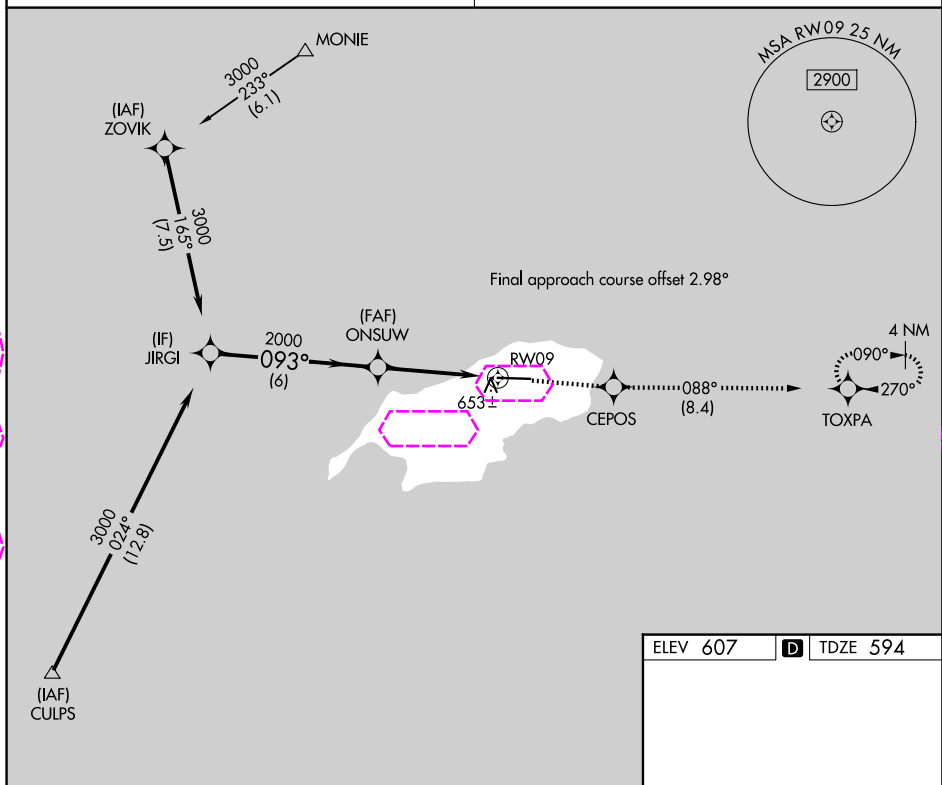 MONIE
3000
233°
(6.1)
MSA RW09 25 NM
2900
(IAF)
ZOVIK
3000
165°
(7.5)
Final approach course offset 2.98°
(IF)
JIRGI
2000
093°
(6)
(FAF)
ONSUW
RW09
653±
CEPOS
088°
(8.4)
4 NM
090°
270°
TOXPA
3000
024°
(12.8)
(IAF)
CULPS
ELEV 607 D TDZE 594